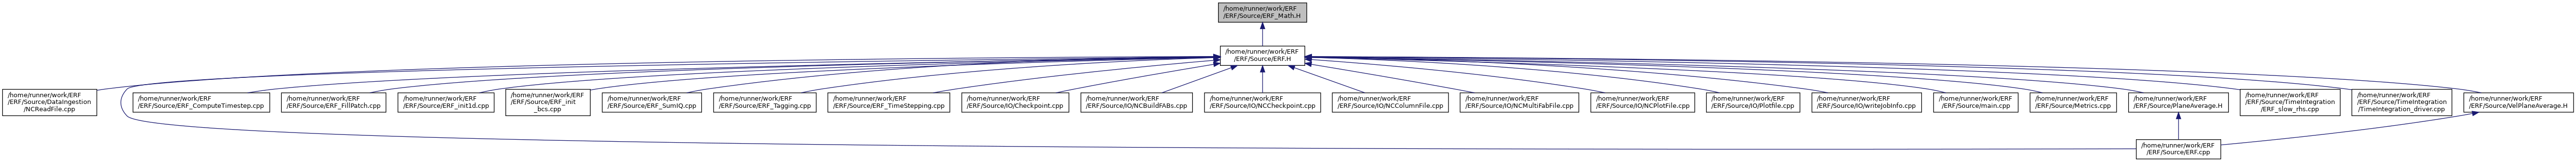 /home/runner/work/ERF
/ERF/Source/ERF_Math.H
/home/runner/work/ERF
/ERF/Source/ERF.H
/home/runner/work/ERF
/ERF/Source/DataIngestion
/NCReadFile.cpp
/home/runner/work/ERF
/ERF/Source/ERF_ComputeTimestep.cpp
/home/runner/work/ERF
/ERF/Source/ERF_FillPatch.cpp
/home/runner/work/ERF
/ERF/Source/ERF_init1d.cpp
/home/runner/work/ERF
/ERF/Source/ERF_init
_bcs.cpp
/home/runner/work/ERF
/ERF/Source/ERF_SumIQ.cpp
/home/runner/work/ERF
/ERF/Source/ERF_Tagging.cpp
/home/runner/work/ERF
/ERF/Source/ERF_TimeStepping.cpp
/home/runner/work/ERF
/ERF/Source/IO/Checkpoint.cpp
/home/runner/work/ERF
/ERF/Source/IO/NCBuildFABs.cpp
/home/runner/work/ERF
/ERF/Source/IO/NCCheckpoint.cpp
/home/runner/work/ERF
/ERF/Source/IO/NCColumnFile.cpp
/home/runner/work/ERF
/ERF/Source/IO/NCMultiFabFile.cpp
/home/runner/work/ERF
/ERF/Source/IO/NCPlotFile.cpp
/home/runner/work/ERF
/ERF/Source/IO/Plotfile.cpp
/home/runner/work/ERF
/ERF/Source/IO/writeJobInfo.cpp
/home/runner/work/ERF
/ERF/Source/main.cpp
/home/runner/work/ERF
/ERF/Source/Metrics.cpp
/home/runner/work/ERF
/ERF/Source/PlaneAverage.H
/home/runner/work/ERF
/ERF/Source/TimeIntegration
/ERF_slow_rhs.cpp
/home/runner/work/ERF
/ERF/Source/TimeIntegration
/TimeIntegration_driver.cpp
/home/runner/work/ERF
/ERF/Source/VelPlaneAverage.H
/home/runner/work/ERF
/ERF/Source/ERF.cpp